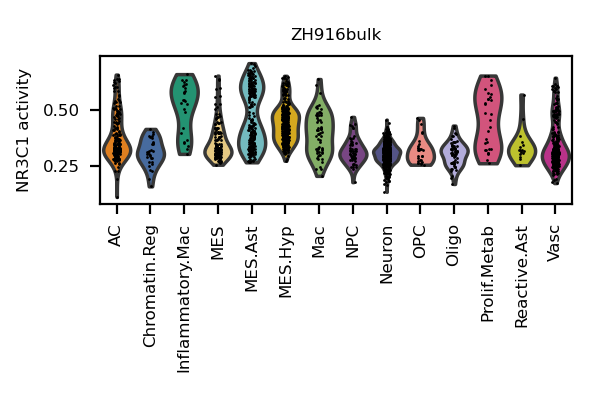 ZH916bulk
NR3C1 activity
0.50
0.25
AC
Chromatin.Reg
Inflammatory.Mac
MES
MES.Ast
MES.Hyp
Mac
NPC
Neuron
OPC
Oligo
Prolif.Metab
Reactive.Ast
Vasc